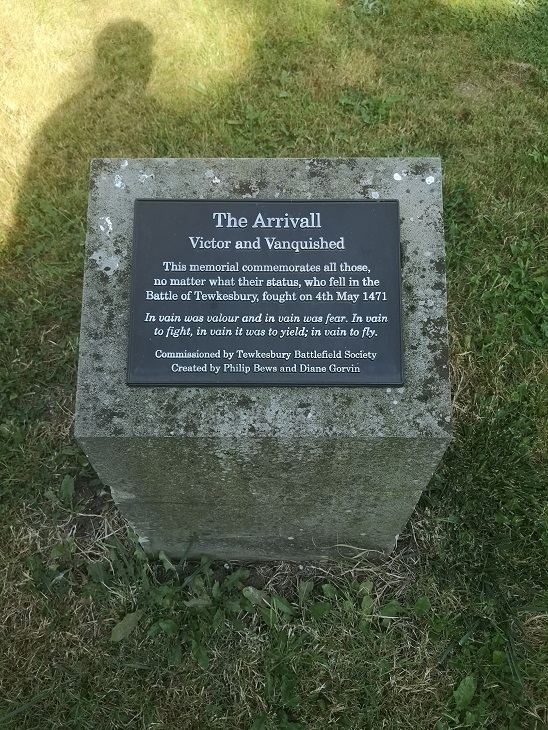 The Arrivall
Victor and Vanquished
This memorial commemorates all those,
no matter what their status, who fell in the
Battle of Tewkesbury, fought on 4th May 1471
In vain was valour and in vain was fear. In vain
to fight, in vain it was to yield; in vain to fly.
Commissioned by Tewkesbury Battlefield Society
Created by Philip Bews and Diane Gorvin